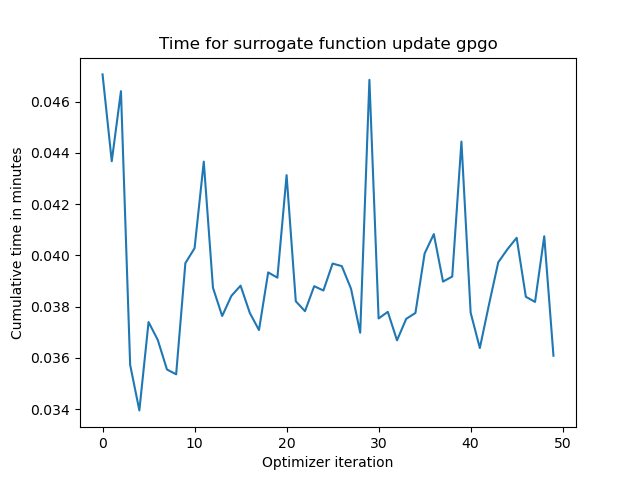 Time for surrogate function update gpgo
Cumulative time in minutes
0.046
0.044
0.042
0.040
0.038
0.036
0.034
0 10 20 30 40 50
Optimizer iteration